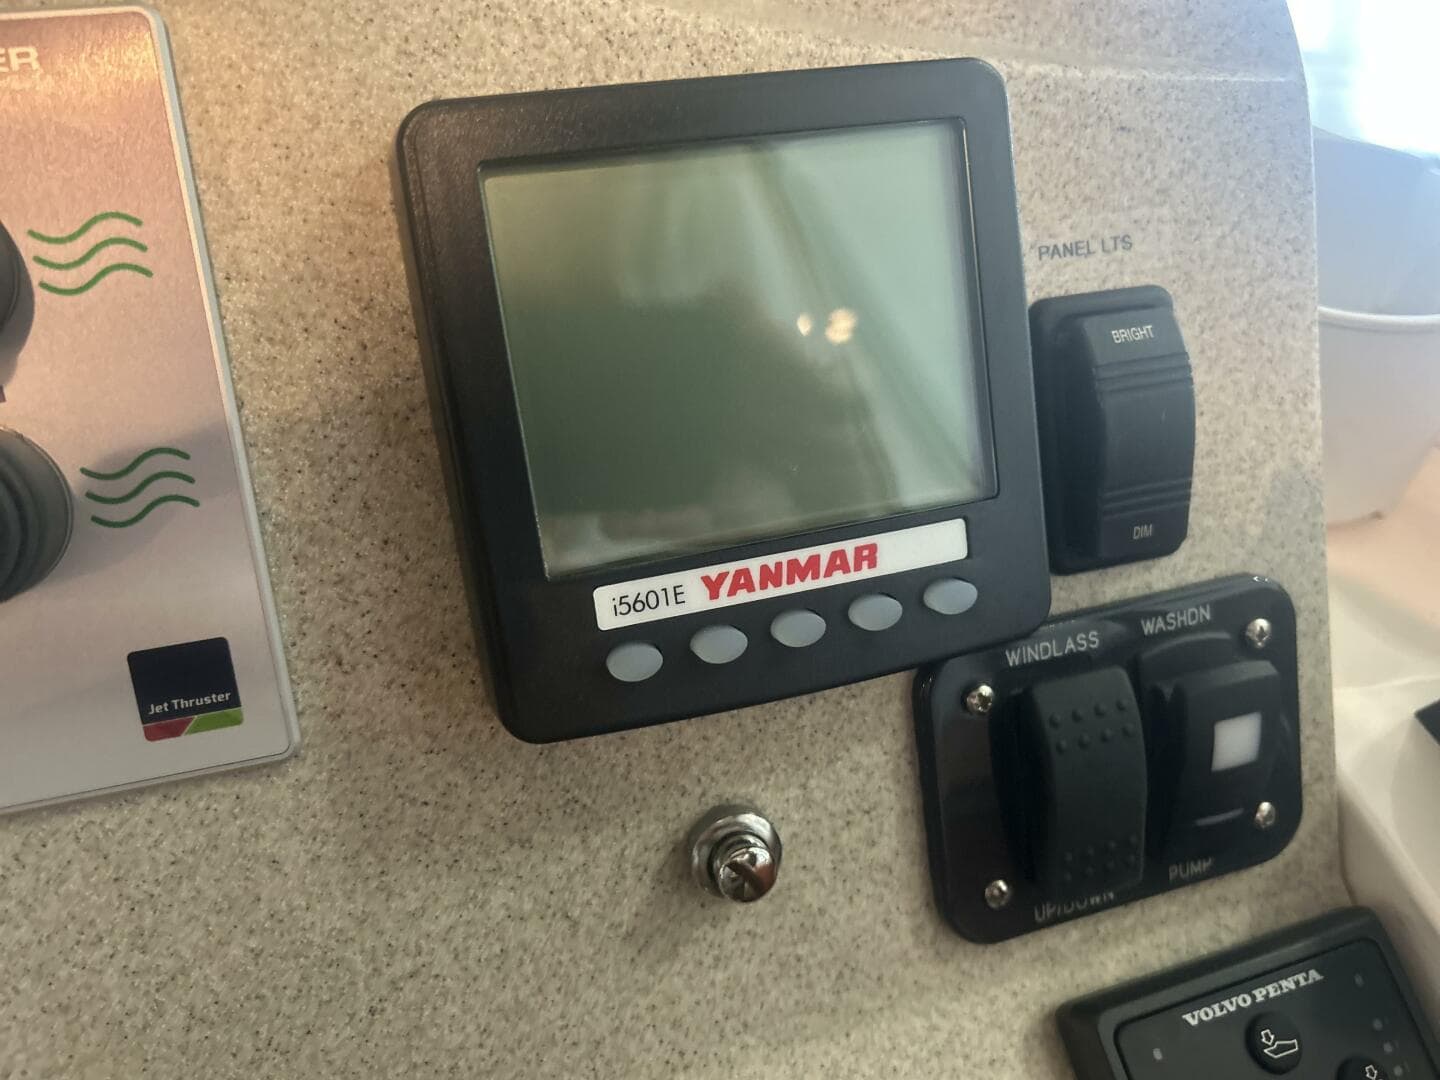 ER
Jet Thruster
i5601E YANMAR
PANEL LTS
BRIGHT
DIM
WINDLASS
WASHDN
UP/DOWN
PUMP
VOLVO PENTA